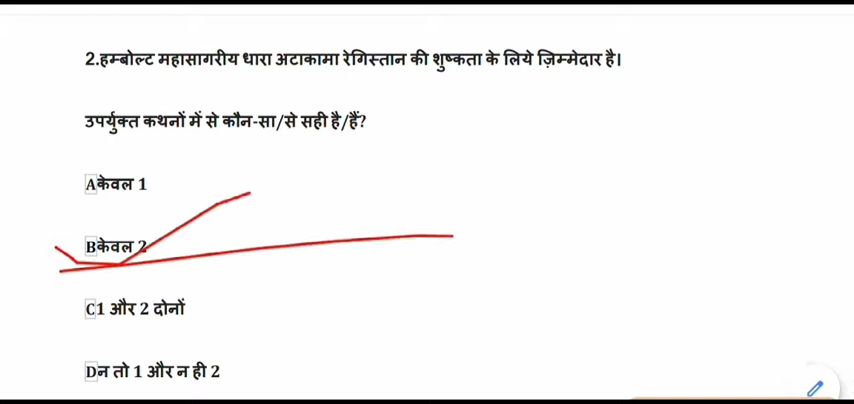 2.हम्बोल्ट महासागरीय धारा अटाकामा रेगिस्तान की शुष्कता के लिये ज़िम्मेदार है।
उपर्युक्त कथनों में से कौन-सा/से सही है/हैं?
Aकेवल 1
Bकेवल 2
C1 और 2 दोनों
Dन तो 1 और न ही 2